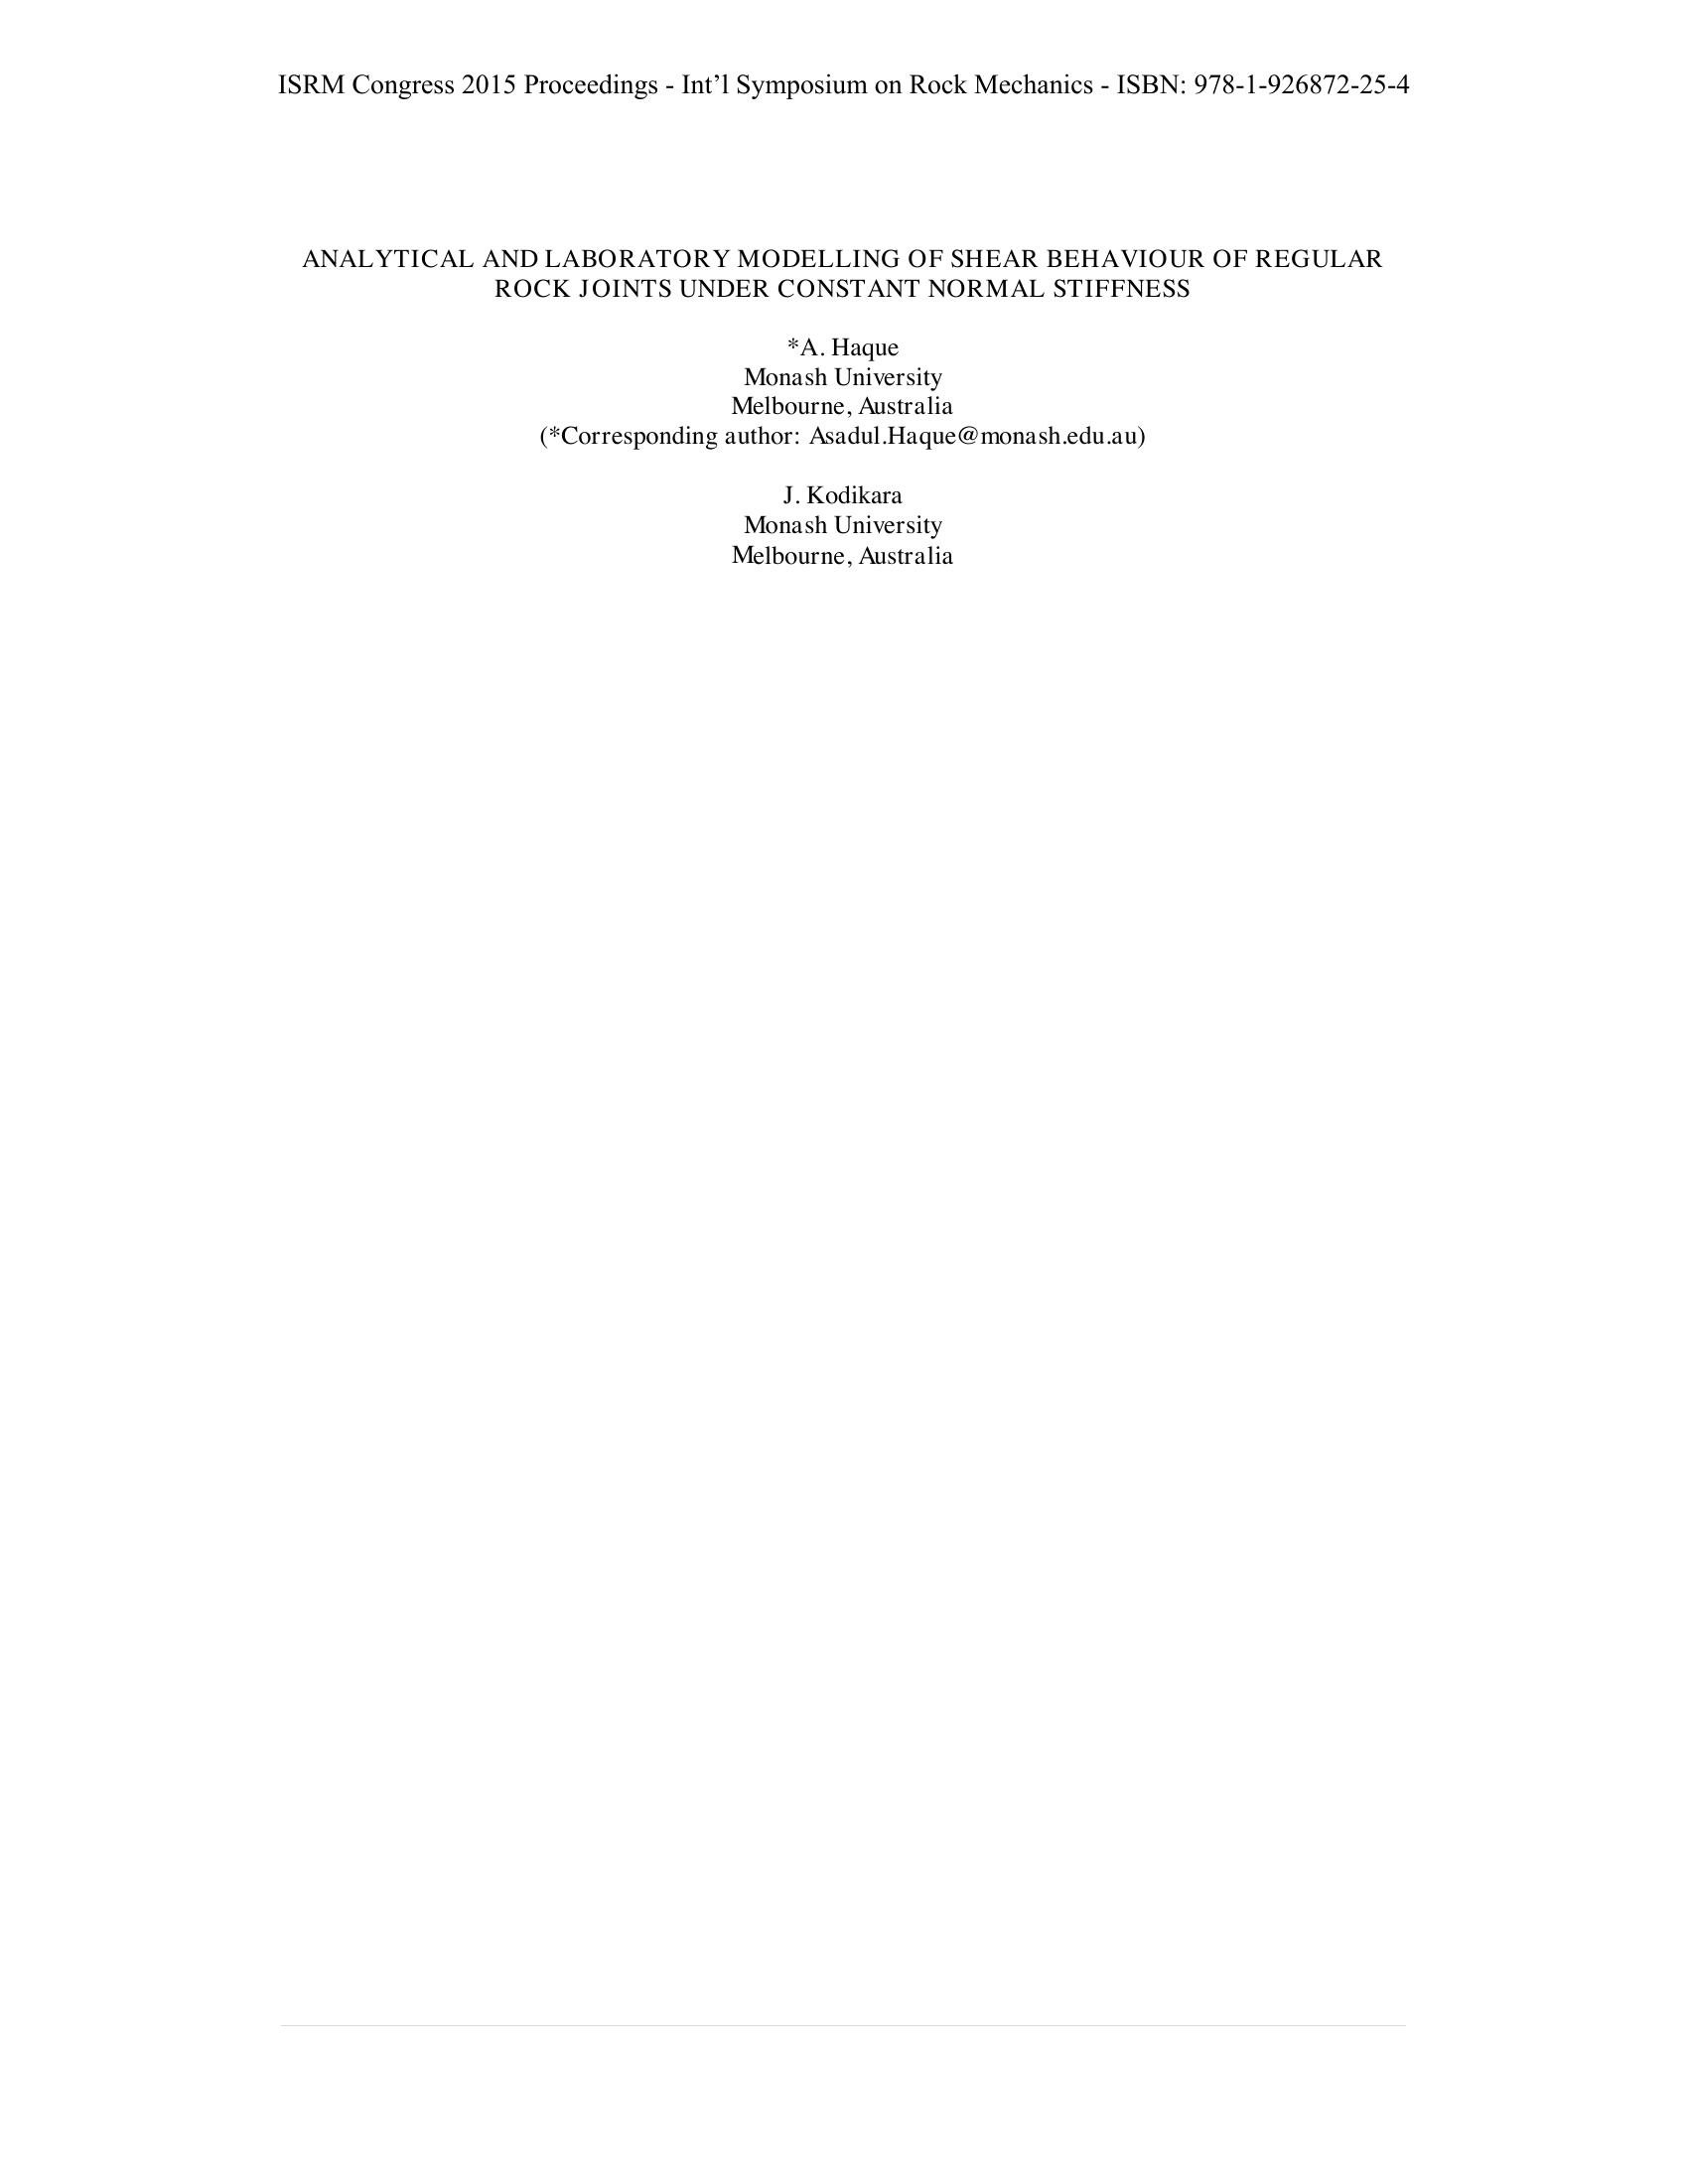 ISRM Congress 2015 Proceedings - Int’l Symposium on Rock Mechanics - ISBN: 978-1-926872-25-4
ANALYTICAL AND LABORATORY MODELLING OF SHEAR BEHAVIOUR OF REGULAR
ROCK JOINTS UNDER CONSTANT NORMAL STIFFNESS
*A. Haque
Monash University
Melbourne, Australia
(*Corresponding author: Asadul.Haque@monash.edu.au)
J. Kodikara
Monash University
Melbourne, Australia